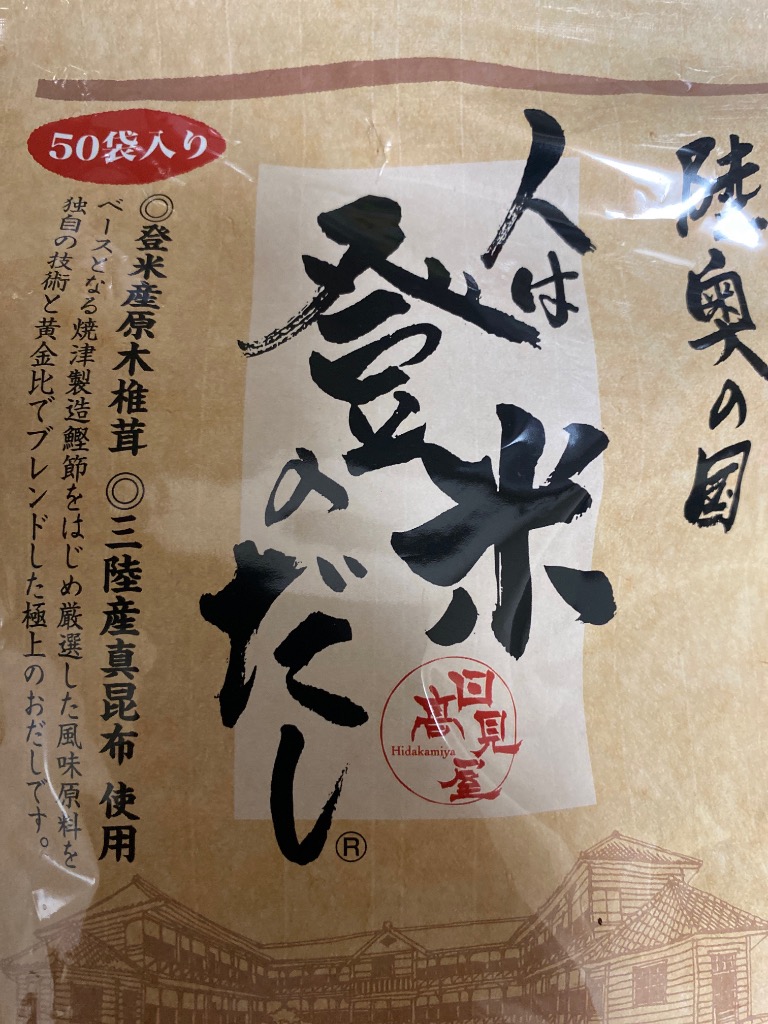 陸奥の国
人は
登米
のだし®
日高見屋
Hidakamiya
50袋入り
◎登米産原木椎茸 ◎三陸産真昆布 使用
ベースとなる焼津製造鰹節をはじめ厳選した風味原料を
独自の技術と黄金比でブレンドした極上のおだしです。